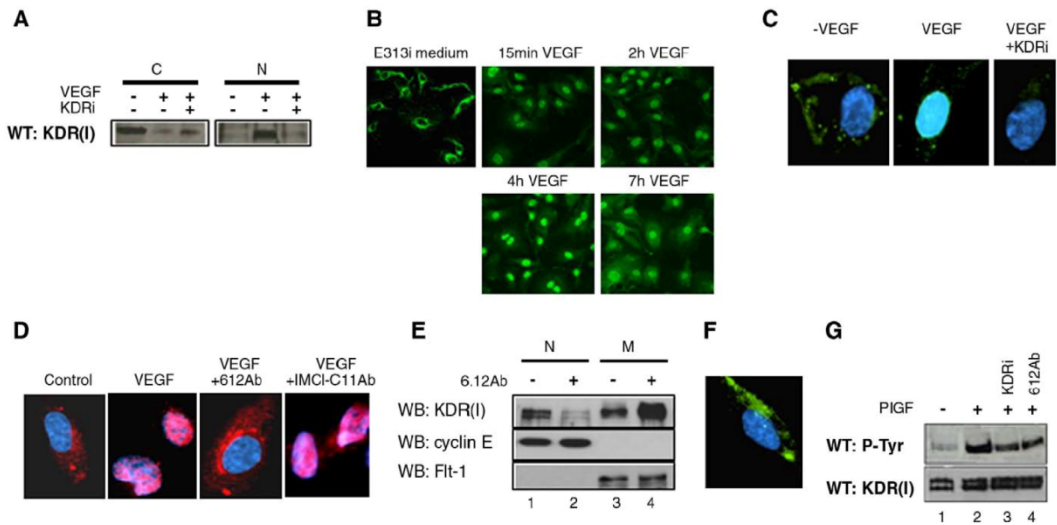 A
C N
VEGF - + + - + +
KDRi - - + - - +
WT: KDR(I)
B
E313i medium 15min VEGF 2h VEGF
4h VEGF 7h VEGF
C
-VEGF VEGF VEGF
+KDRi
D
Control VEGF VEGF
+612Ab VEGF
+IMCl-C11Ab
E
N M
6.12Ab - + - +
WB: KDR(I)
WB: cyclin E
WB: Flt-1
1 2 3 4
F
G
KDRi 612Ab
PlGF - + + +
WT: P-Tyr
WT: KDR(I)
1 2 3 4